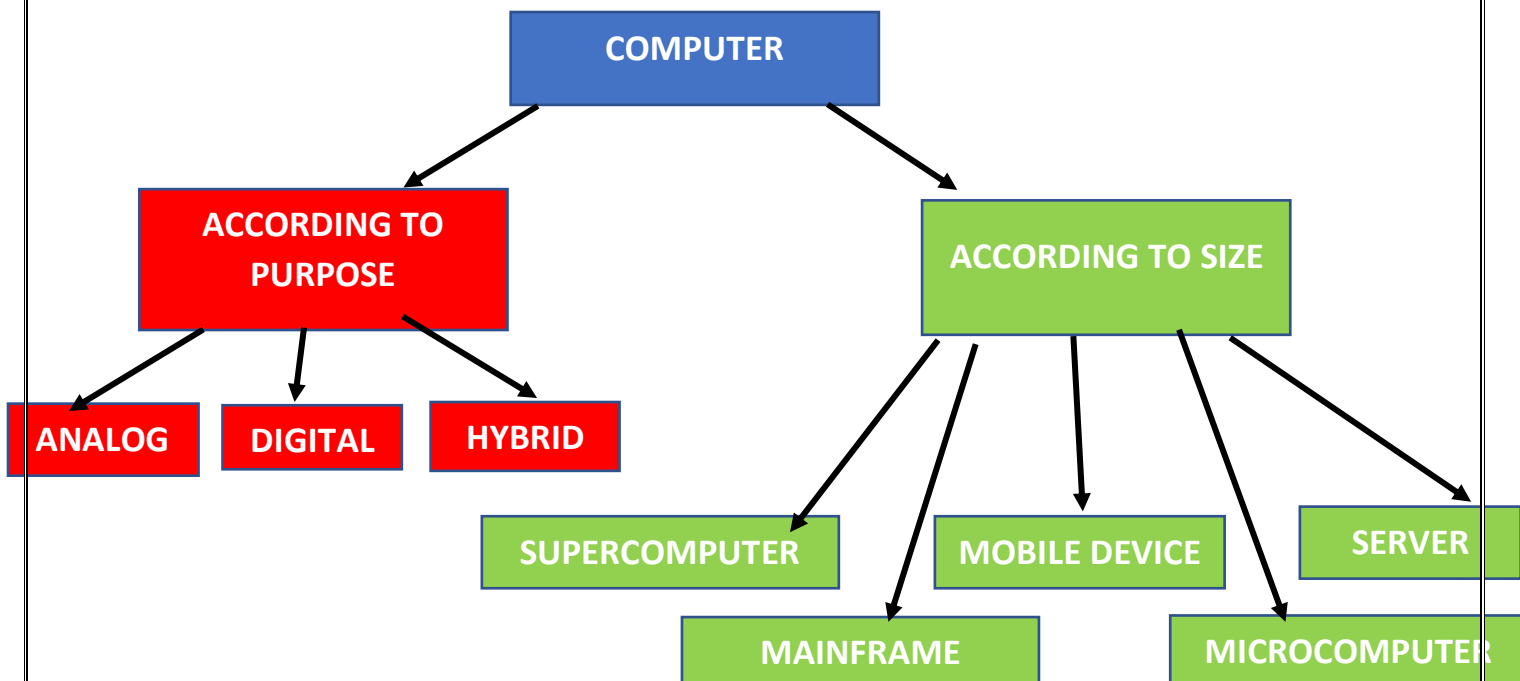 COMPUTER
ACCORDING TO
PURPOSE
ACCORDING TO SIZE
ANALOG
DIGITAL
HYBRID
SUPERCOMPUTER
MOBILE DEVICE
SERVER
MAINFRAME
MICROCOMPUTER